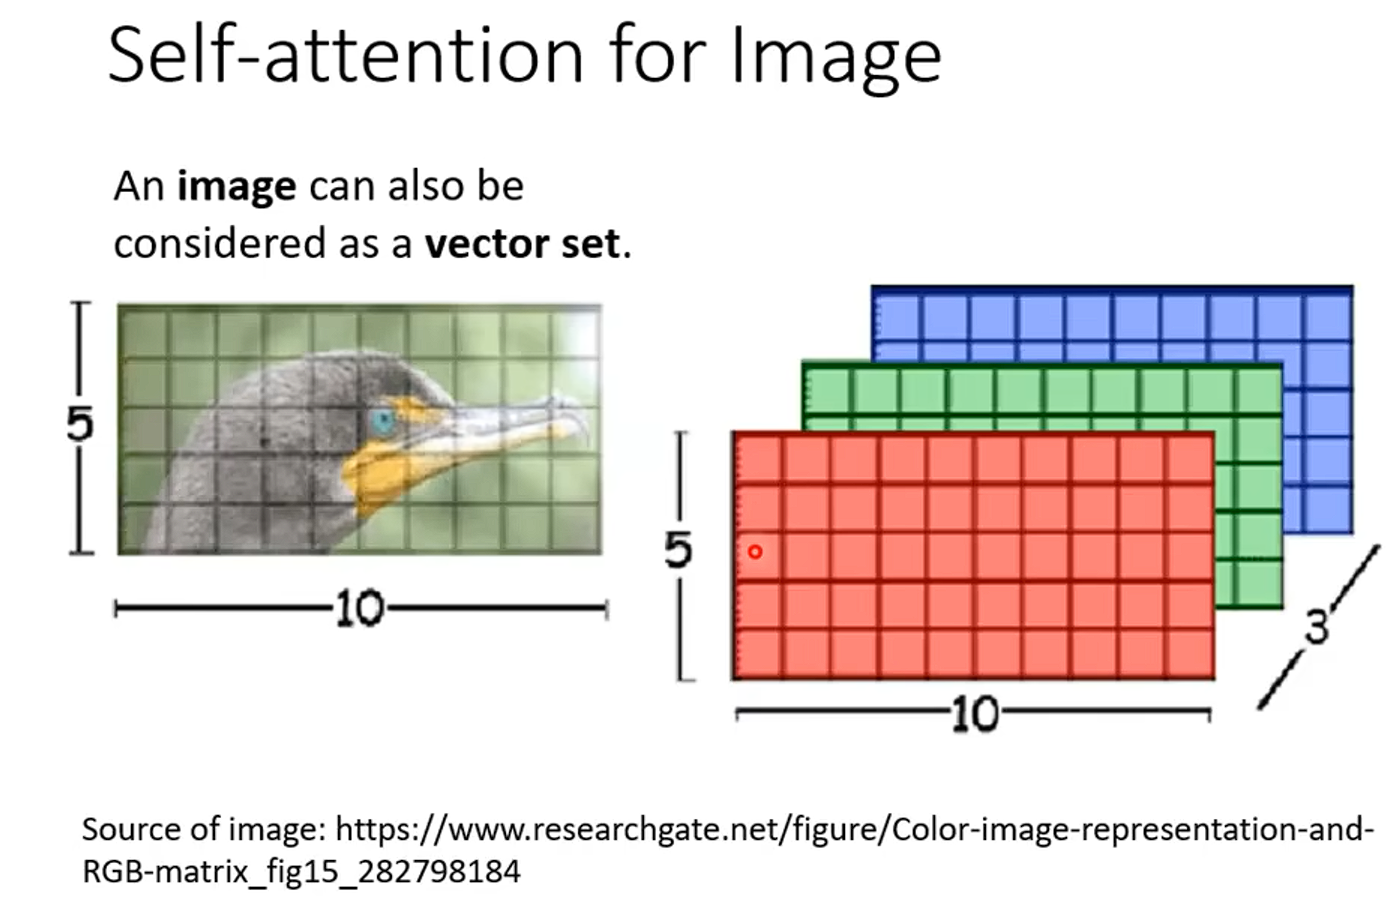 Self-attention for Image
An image can also be
considered as a vector set.
5
10
5
10
3
Source of image: https://www.researchgate.net/figure/Color-image-representation-and-
RGB-matrix_fig15_282798184